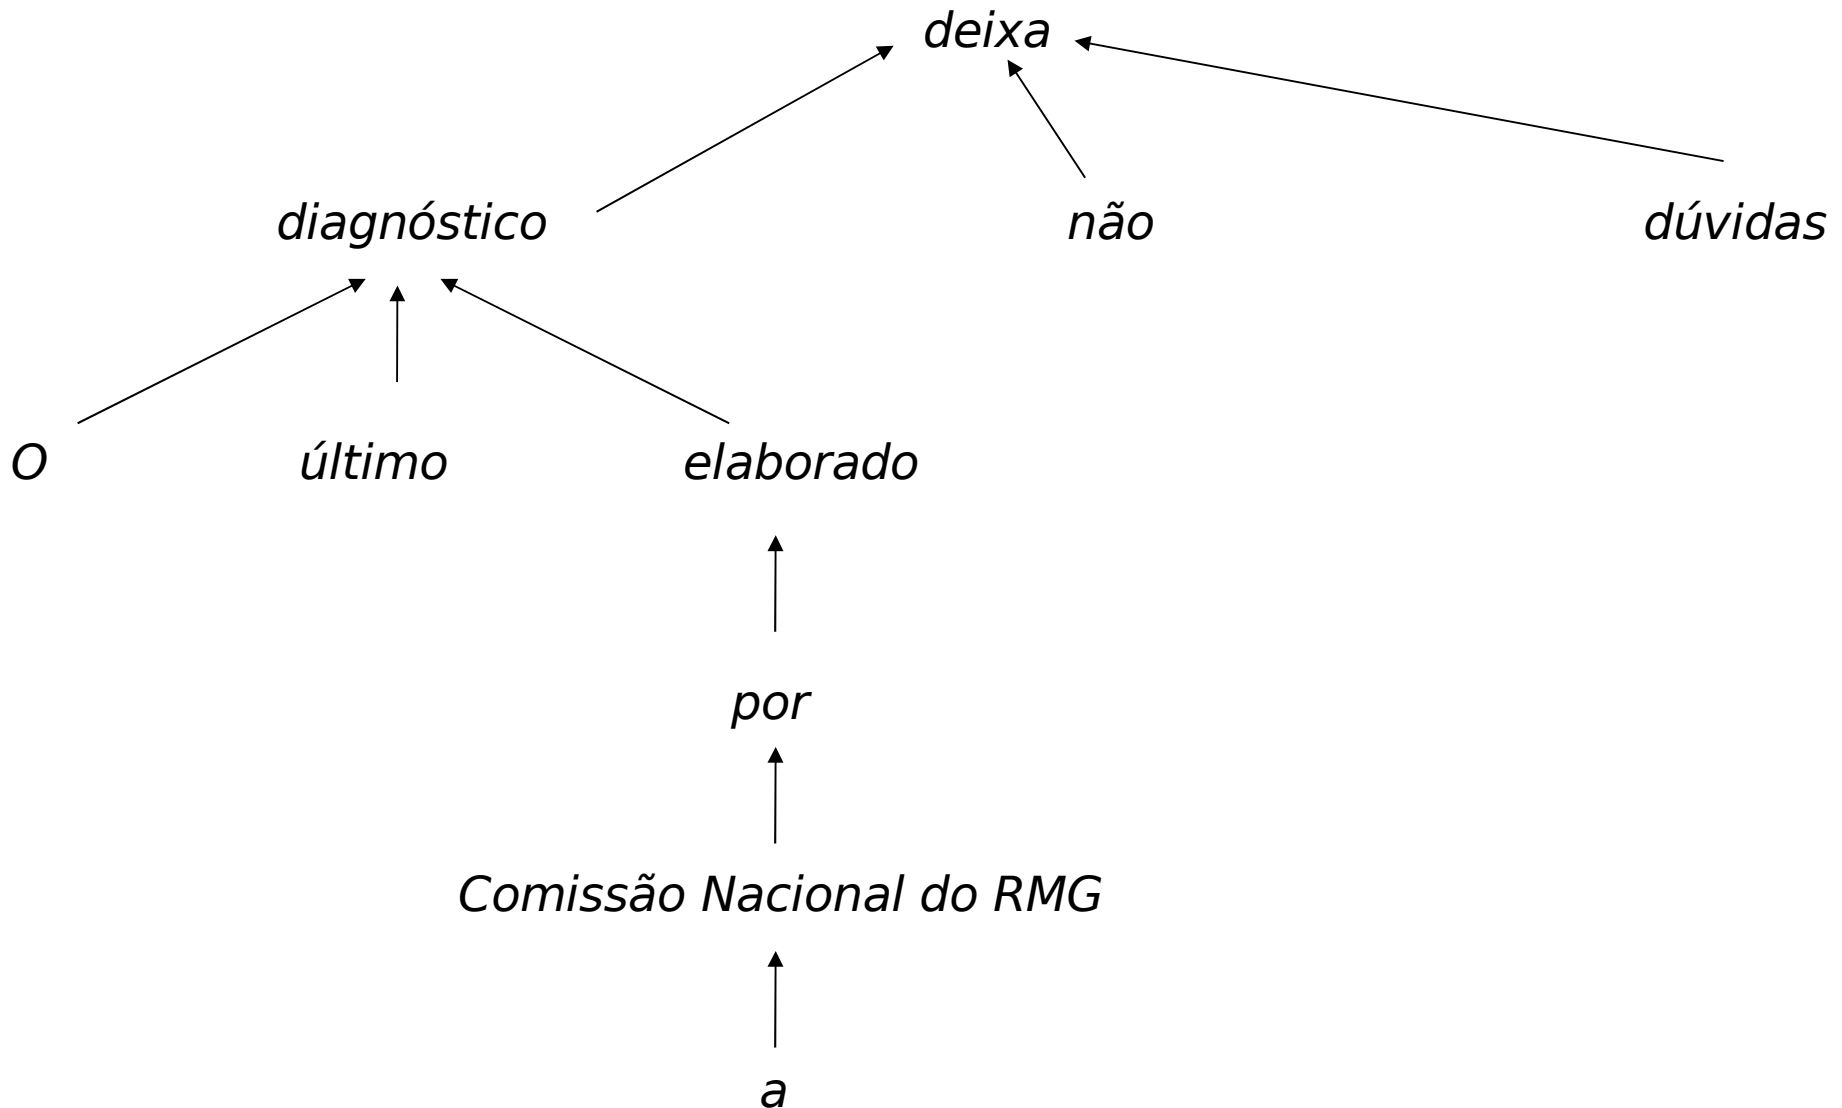 deixa
diagnóstico não dúvidas
O último elaborado
por
Comissão Nacional do RMG
a